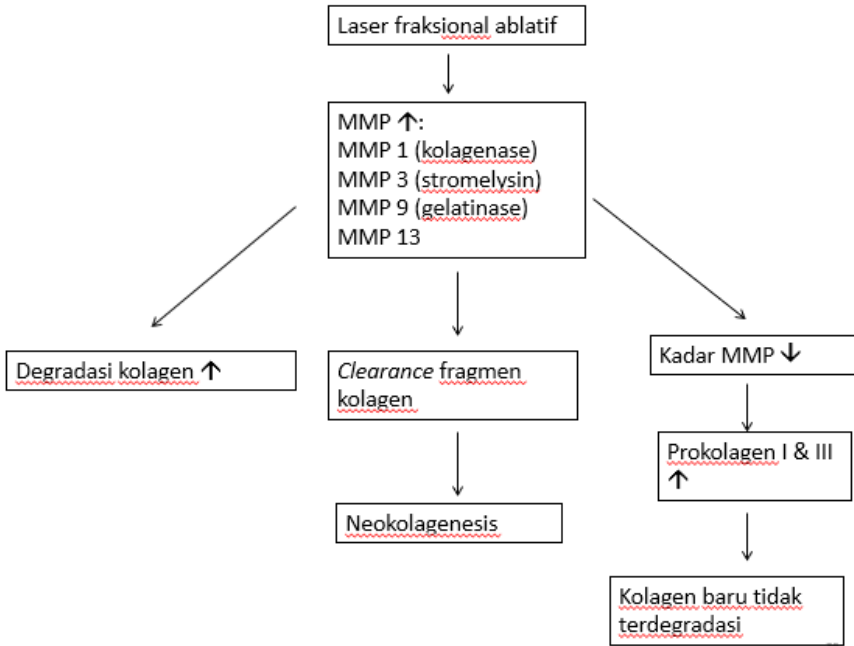 Laser fraksional ablatif
MMP ↑:
MMP 1 (kolagenase)
MMP 3 (stromelysin)
MMP 9 (gelatinase)
MMP 13
Degradasi kolagen ↑
Clearance fragmen
kolagen
Neokolagenesis
Kadar MMP ↓
Prokolagen I & III
↑
Kolagen baru tidak
terdegradasi